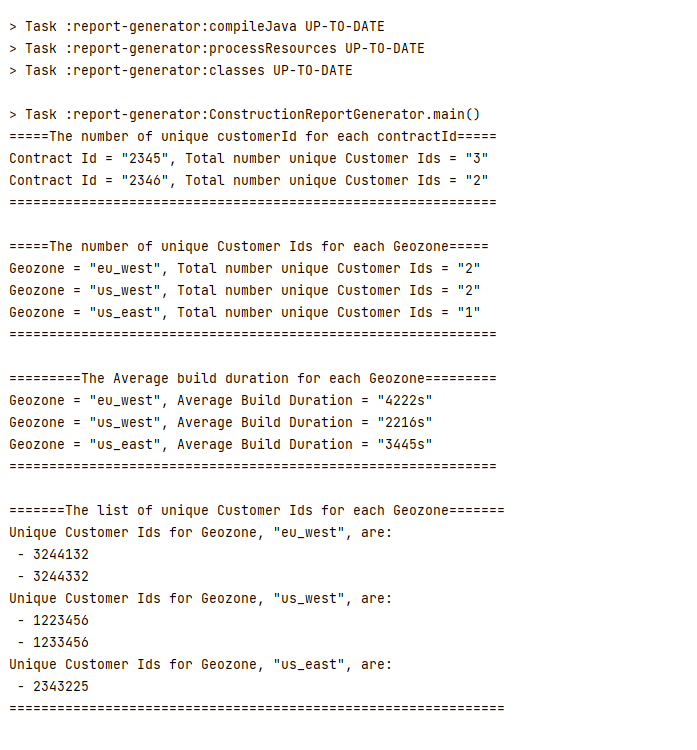 > Task :report-generator:compileJava UP-TO-DATE
> Task :report-generator:processResources UP-TO-DATE
> Task :report-generator:classes UP-TO-DATE

> Task :report-generator:ConstructionReportGenerator.main()
=====The number of unique customerId for each contractId=====
Contract Id = "2345", Total number unique Customer Ids = "3"
Contract Id = "2346", Total number unique Customer Ids = "2"
=============================================================

=====The number of unique Customer Ids for each Geozone=====
Geozone = "eu_west", Total number unique Customer Ids = "2"
Geozone = "us_west", Total number unique Customer Ids = "2"
Geozone = "us_east", Total number unique Customer Ids = "1"
=============================================================

=========The Average build duration for each Geozone=========
Geozone = "eu_west", Average Build Duration = "4222s"
Geozone = "us_west", Average Build Duration = "2216s"
Geozone = "us_east", Average Build Duration = "3445s"
=============================================================

=======The list of unique Customer Ids for each Geozone=======
Unique Customer Ids for Geozone, "eu_west", are:
 - 3244132
 - 3244332
Unique Customer Ids for Geozone, "us_west", are:
 - 1223456
 - 1233456
Unique Customer Ids for Geozone, "us_east", are:
 - 2343225
==============================================================